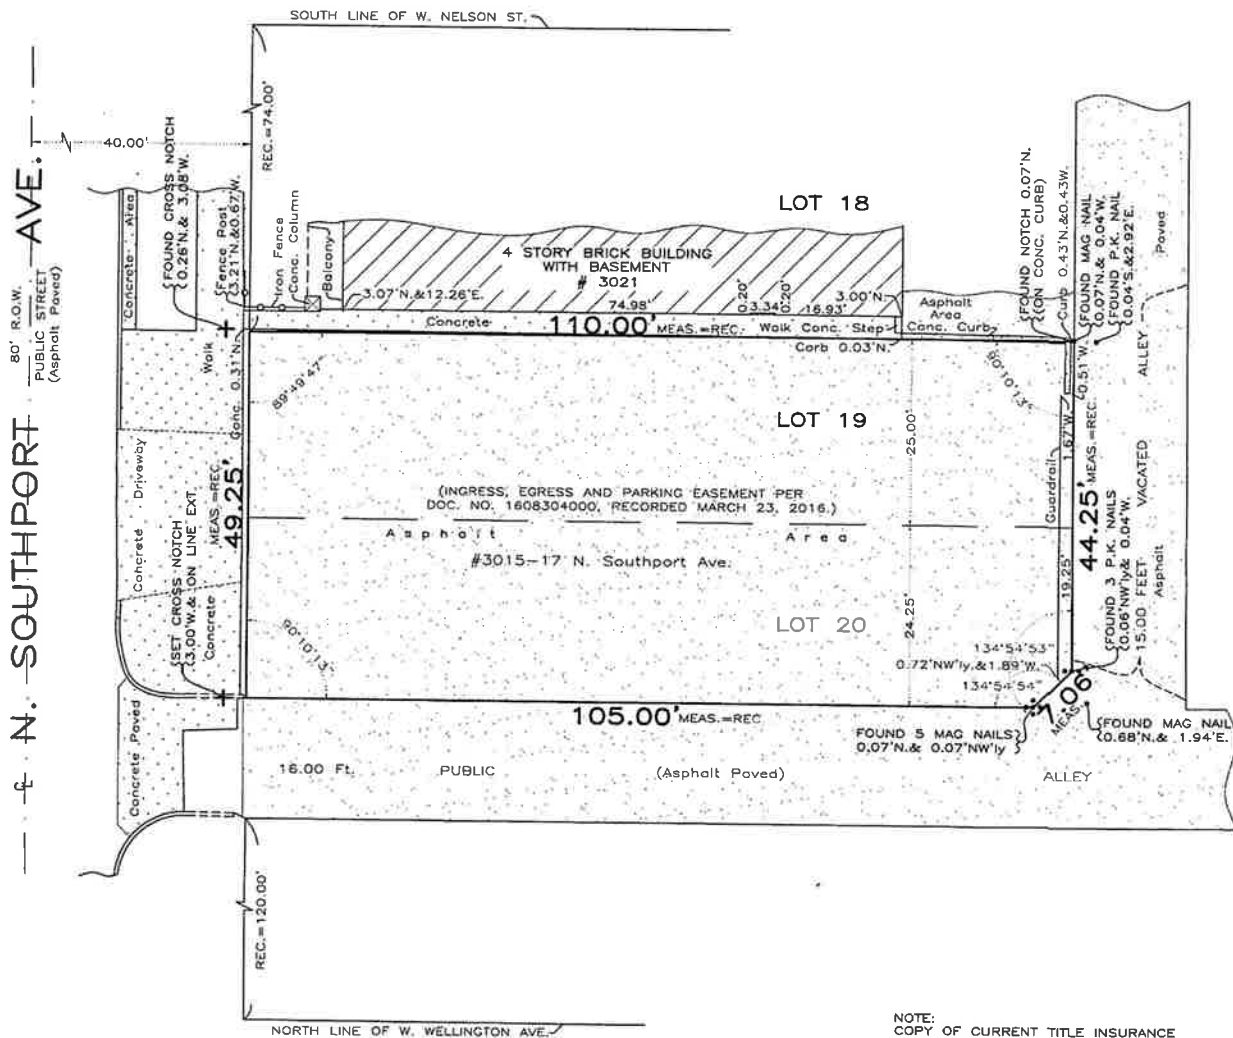 SOUTH LINE OF W. NELSON ST.
REC.=74.00'
40.00'
FOUND CROSS NOTCH
0.26'N.& 3.08'W.
Fence Post
3.21'N.&0.67'W.
Iron Fence
Conc. Column
Balcony
Concrete Area
LOT 18
4 STORY BRICK BUILDING
WITH BASEMENT
# 3021
3.07'N.&12.26'E.
74.98'
0.20'
3.34'
0.20'
16.93'
3.00'N.
Asphalt
Area
Conc. Curb
Concrete
110.00' MEAS.=REC.
Walk Conc. Step
Curb 0.03'N.
FOUND NOTCH 0.07'N.
(ON CONC. CURB)
Curb 0.43'N.&0.43W.
FOUND MAG NAIL
0.07'N.& 0.04'W.
FOUND P.K. NAIL
0.04'S.&2.92'E.
0.51'W.
ALLEY
Paved
80' R.O.W.
PUBLIC STREET
(Asphalt Paved)
₵ N. SOUTHPORT AVE.
Walk
Conc. 0.31'N.
89°49'47"
90°10'13"
LOT 19
25.00'
1.67'W.
Guardrail
MEAS.=REC.
44.25'
49.25'
MEAS.=REC.
Concrete Driveway
(INGRESS, EGRESS AND PARKING EASEMENT PER
DOC. NO. 1608304000, RECORDED MARCH 23, 2016.)
Asphalt Area
#3015-17 N. Southport Ave.
SET CROSS NOTCH
3.00'W.& ON LINE EXT.
Concrete
90°10'13"
LOT 20
24.25'
19.25'
FOUND 3 P.K. NAILS
0.06'NW'ly& 0.04'W.
15.00 FEET VACATED
Asphalt
134°54'53"
0.72'NW'ly.&1.89'W.
134°54'54"
7.06'
MEAS.
105.00' MEAS.=REC
FOUND 5 MAG NAILS
0.07'N.& 0.07'NW'ly
FOUND MAG NAIL
0.68'N.& 1.94'E.
Concrete Paved
16.00 Ft.
PUBLIC
(Asphalt Paved)
ALLEY
REC.=120.00'
NORTH LINE OF W. WELLINGTON AVE.
NOTE:
COPY OF CURRENT TITLE INSURANCE